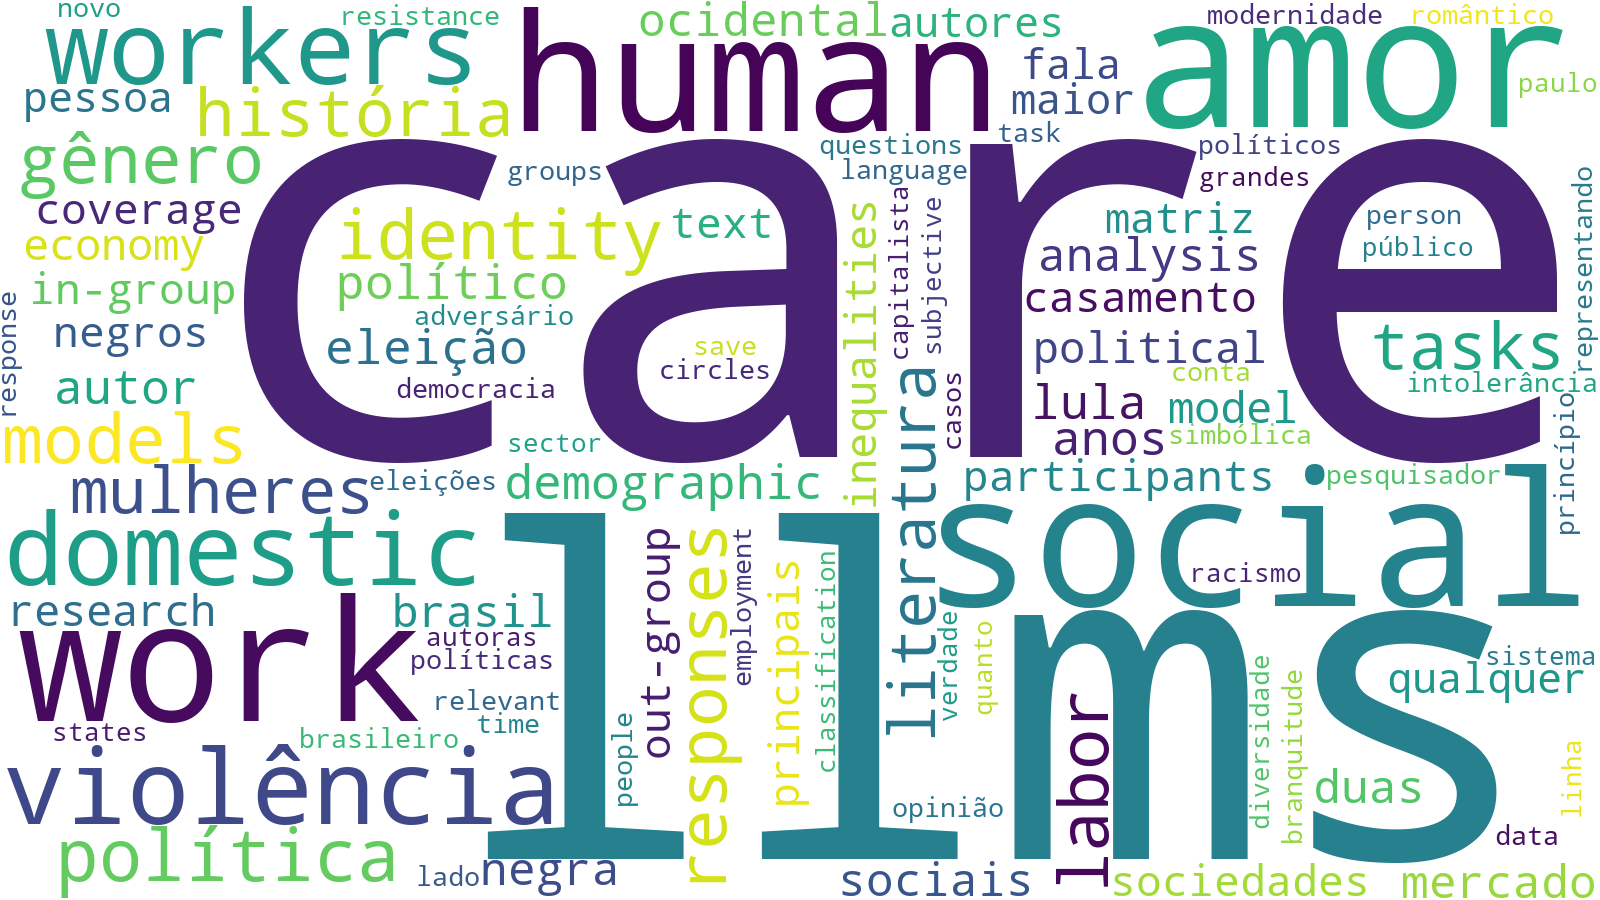 novo
resistance
ocidental
autores
modernidade
romântico
workers
human
amor
fala
maior
paulo
pessoa
história
task
care
gênero
groups
questions
language
políticos
grandes
person
público
coverage
identity
text
matriz
economy
analysis
in-group
político
casamento
negros
adversário
eleição
save
circles
political
tasks
response
inequalities
capitalista
subjective
representando
autor
democracia
conta
intolerância
lula
model
models
sector
anos
simbólica
casos
princípio
mulheres
eleições
demographic
participants
pesquisador
llms
social
domestic
literatura
racismo
research
brasil
work
autoras
políticas
out-group
responses
employment
principais
classification
verdade
quanto
relevant
time
states
brasileiro
people
labor
diversidade
branquitude
qualquer
sistema
violência
duas
linha
opinião
data
política
lado
negra
sociais
sociedades
mercado